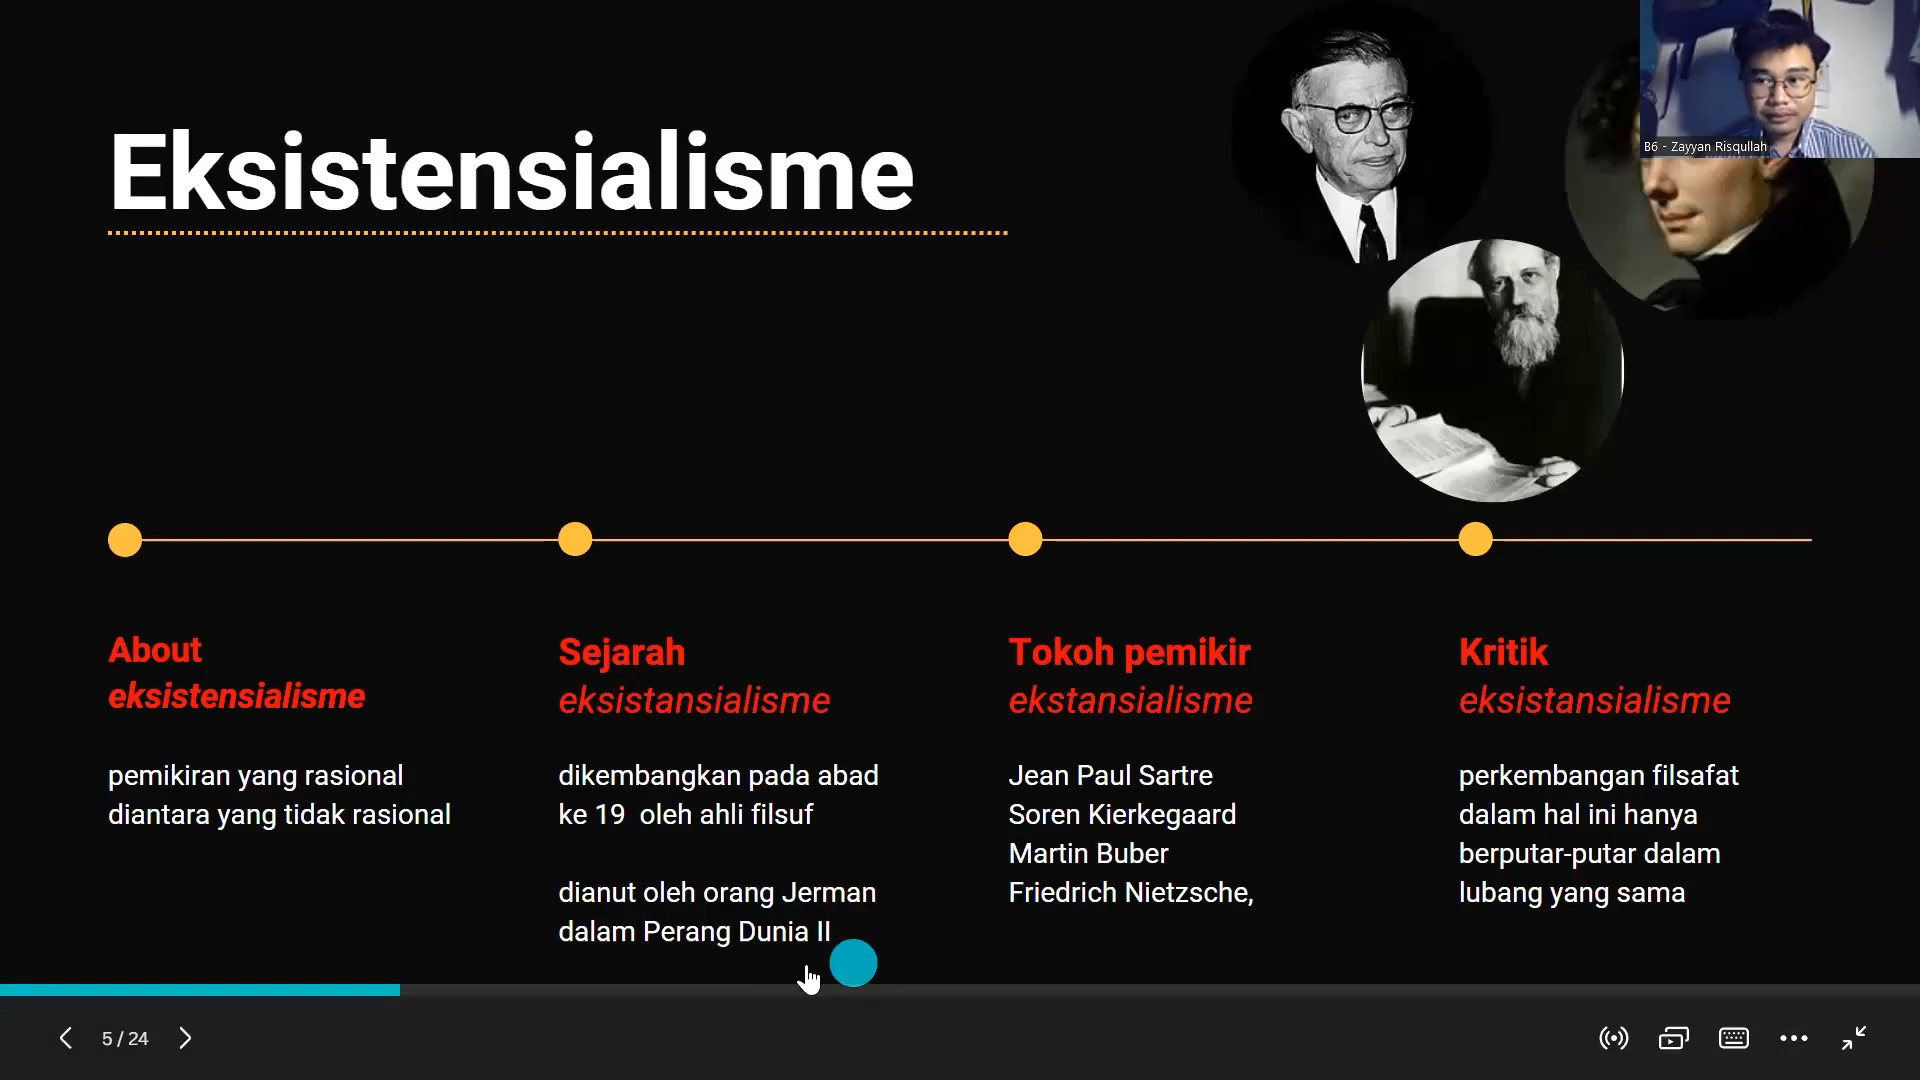 B6 - Zayyan Risqullah
Eksistensialisme
About
eksistensialisme
pemikiran yang rasional
diantara yang tidak rasional
Sejarah
eksistansialisme
dikembangkan pada abad
ke 19  oleh ahli filsuf
dianut oleh orang Jerman
dalam Perang Dunia II
Tokoh pemikir
ekstansialisme
Jean Paul Sartre
Soren Kierkegaard
Martin Buber
Friedrich Nietzsche,
Kritik
eksistansialisme
perkembangan filsafat
dalam hal ini hanya
berputar-putar dalam
lubang yang sama
5 / 24